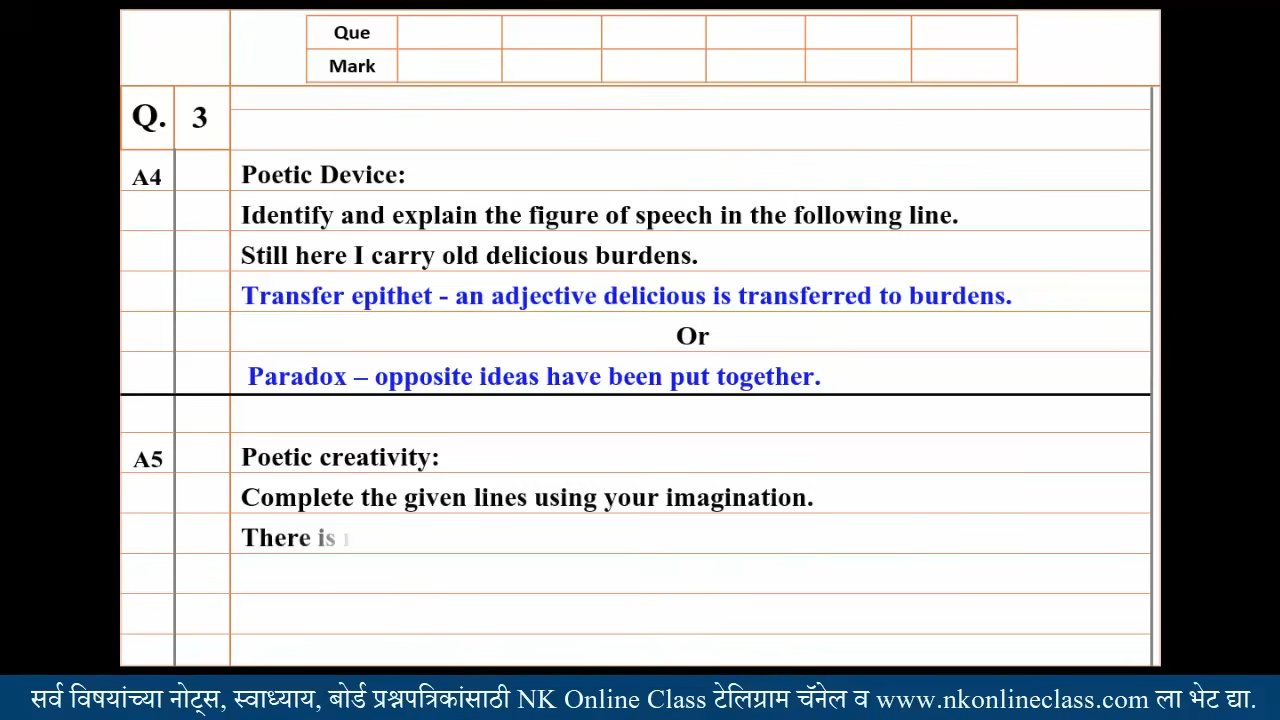 Que
Mark
Q. 3
A4 Poetic Device:
Identify and explain the figure of speech in the following line.
Still here I carry old delicious burdens.
Transfer epithet - an adjective delicious is transferred to burdens.
Or
Paradox – opposite ideas have been put together.
A5 Poetic creativity:
Complete the given lines using your imagination.
There is
सर्व विषयांच्या नोट्स, स्वाध्याय, बोर्ड प्रश्नपत्रिकांसाठी NK Online Class टेलिग्राम चॅनेल व www.nkonlineclass.com ला भेट द्या.